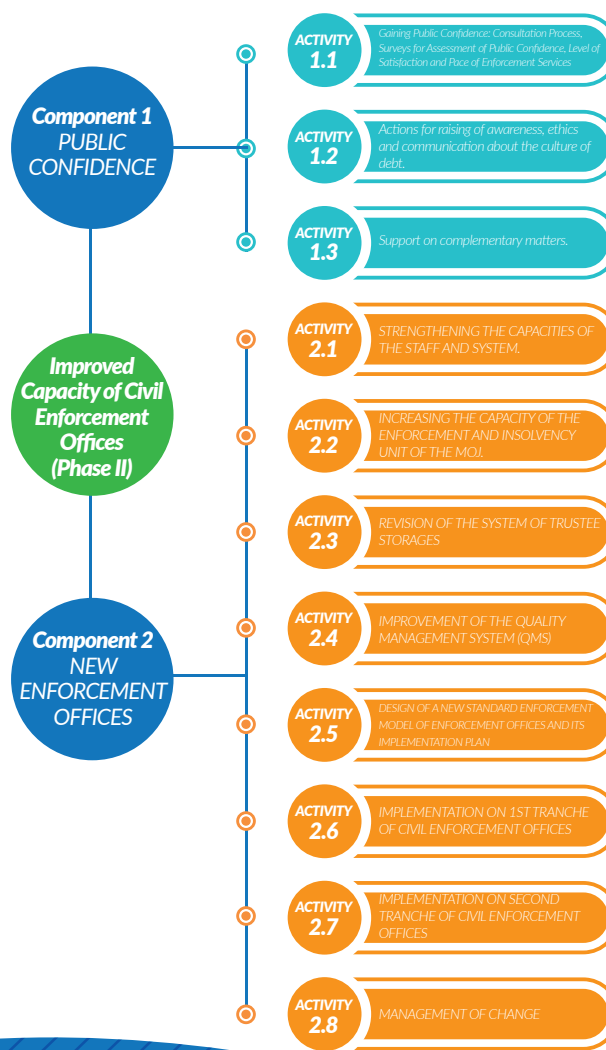 Component 1
PUBLIC
CONFIDENCE
ACTIVITY
1.1
Gaining Public Confidence: Consultation Process,
Surveys for Assessment of Public Confidence, Level of
Satisfaction and Pace of Enforcement Services
ACTIVITY
1.2
Actions for raising of awareness, ethics
and communication about the culture of
debt.
ACTIVITY
1.3
Support on complementary matters.
Improved
Capacity of Civil
Enforcement
Offices
(Phase II)
Component 2
NEW
ENFORCEMENT
OFFICES
ACTIVITY
2.1
STRENGTHENING THE CAPACITIES OF
THE STAFF AND SYSTEM.
ACTIVITY
2.2
INCREASING THE CAPACITY OF THE
ENFORCEMENT AND INSOLVENCY
UNIT OF THE MOJ.
ACTIVITY
2.3
REVISION OF THE SYSTEM OF TRUSTEE
STORAGES
ACTIVITY
2.4
IMPROVEMENT OF THE QUALITY
MANAGEMENT SYSTEM (QMS)
ACTIVITY
2.5
DESIGN OF A NEW STANDARD ENFORCEMENT
MODEL OF ENFORCEMENT OFFICES AND ITS
IMPLEMENTATION PLAN
ACTIVITY
2.6
IMPLEMENTATION ON 1ST TRANCHE
OF CIVIL ENFORCEMENT OFFICES
ACTIVITY
2.7
IMPLEMENTATION ON SECOND
TRANCHE OF CIVIL ENFORCEMENT
OFFICES
ACTIVITY
2.8
MANAGEMENT OF CHANGE